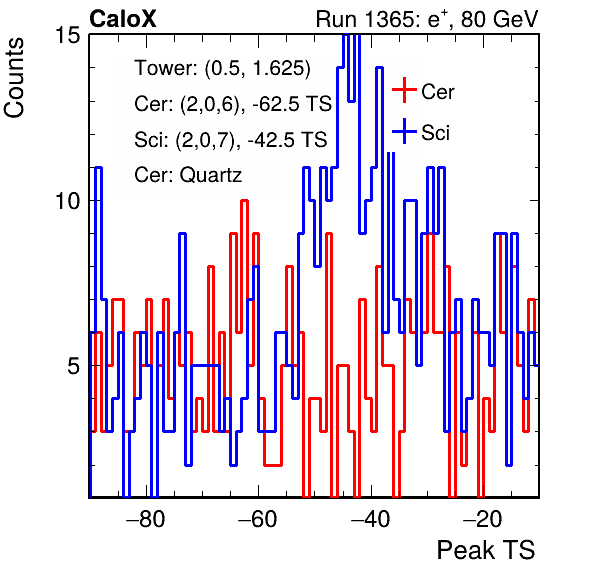 CaloX Run 1365: e⁺, 80 GeV
Counts
15
Tower: (0.5, 1.625)
Cer: (2,0,6), -62.5 TS
Sci: (2,0,7), -42.5 TS
Cer: Quartz
Cer
Sci
10
5
−80 −60 −40 −20
Peak TS